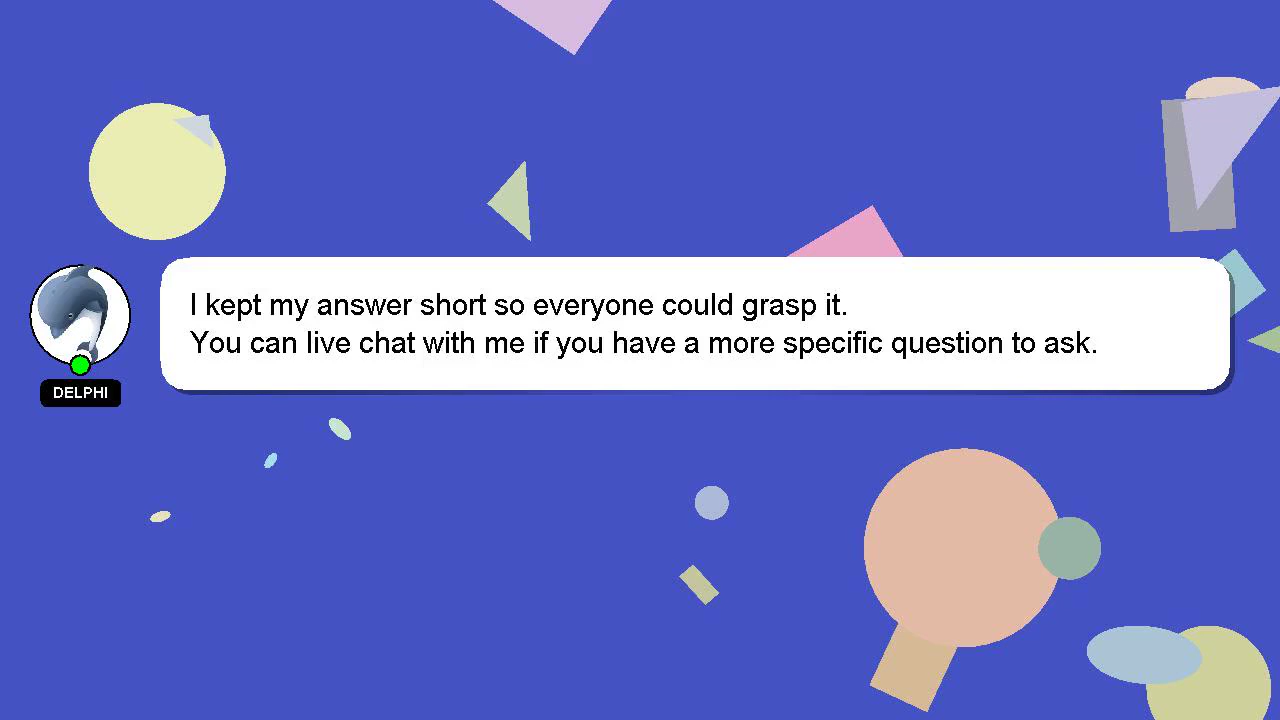 I kept my answer short so everyone could grasp it.
You can live chat with me if you have a more specific question to ask.
DELPHI